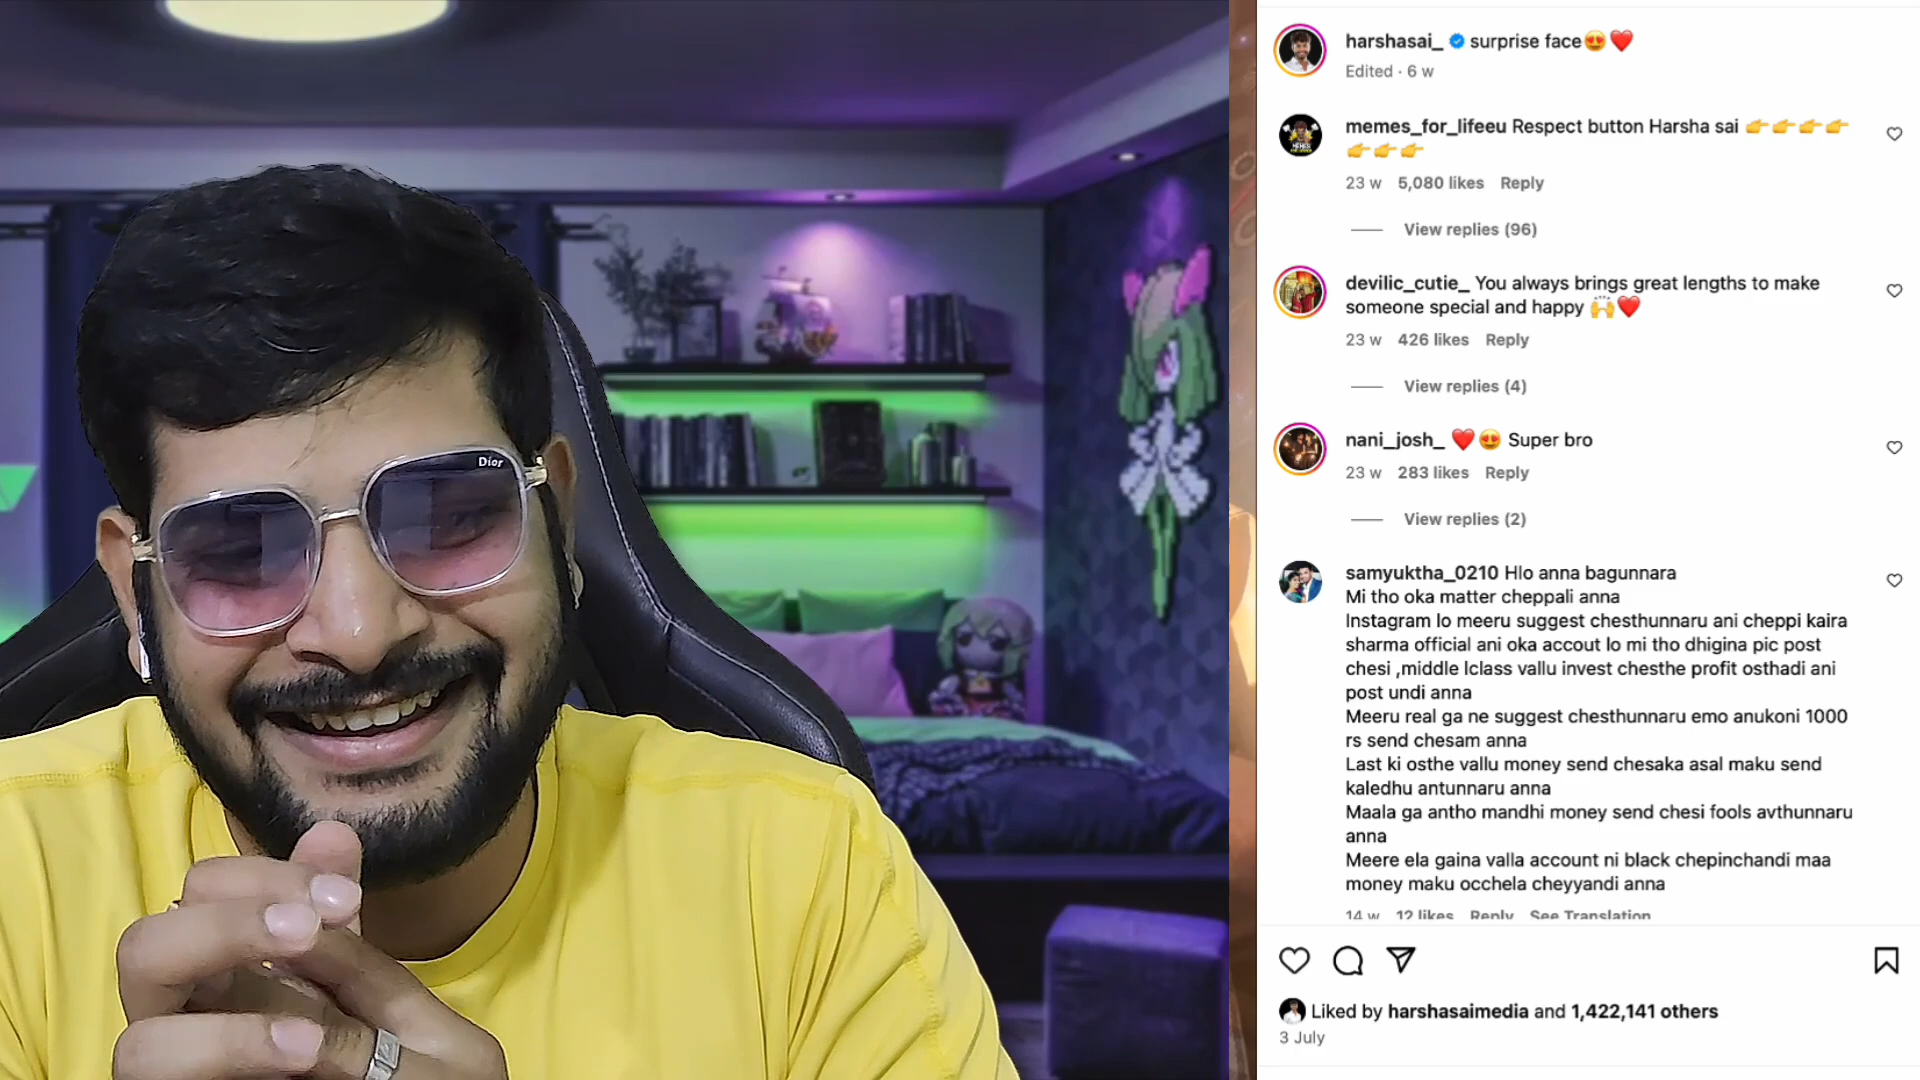 Dior
harshasai_ surprise face😍❤️
Edited · 6 w
memes_for_lifeeu Respect button Harsha sai 👉👉👉👉
👉👉👉
23 w 5,080 likes Reply
View replies (96)
devilic_cutie_ You always brings great lengths to make
someone special and happy 🙌❤️
23 w 426 likes Reply
View replies (4)
nani_josh_ ❤️😍 Super bro
23 w 283 likes Reply
View replies (2)
samyuktha_0210 Hlo anna bagunnara
Mi tho oka matter cheppali anna
Instagram lo meeru suggest chesthunnaru ani cheppi kaira
sharma official ani oka accout lo mi tho dhigina pic post
chesi ,middle lclass vallu invest chesthe profit osthadi ani
post undi anna
Meeru real ga ne suggest chesthunnaru emo anukoni 1000
rs send chesam anna
Last ki osthe vallu money send chesaka asal maku send
kaledhu antunnaru anna
Maala ga antho mandhi money send chesi fools avthunnaru
anna
Meere ela gaina valla account ni black chepinchandi maa
money maku occhela cheyyandi anna
14 w 12 likes Reply See Translation
Liked by harshasaimedia and 1,422,141 others
3 July